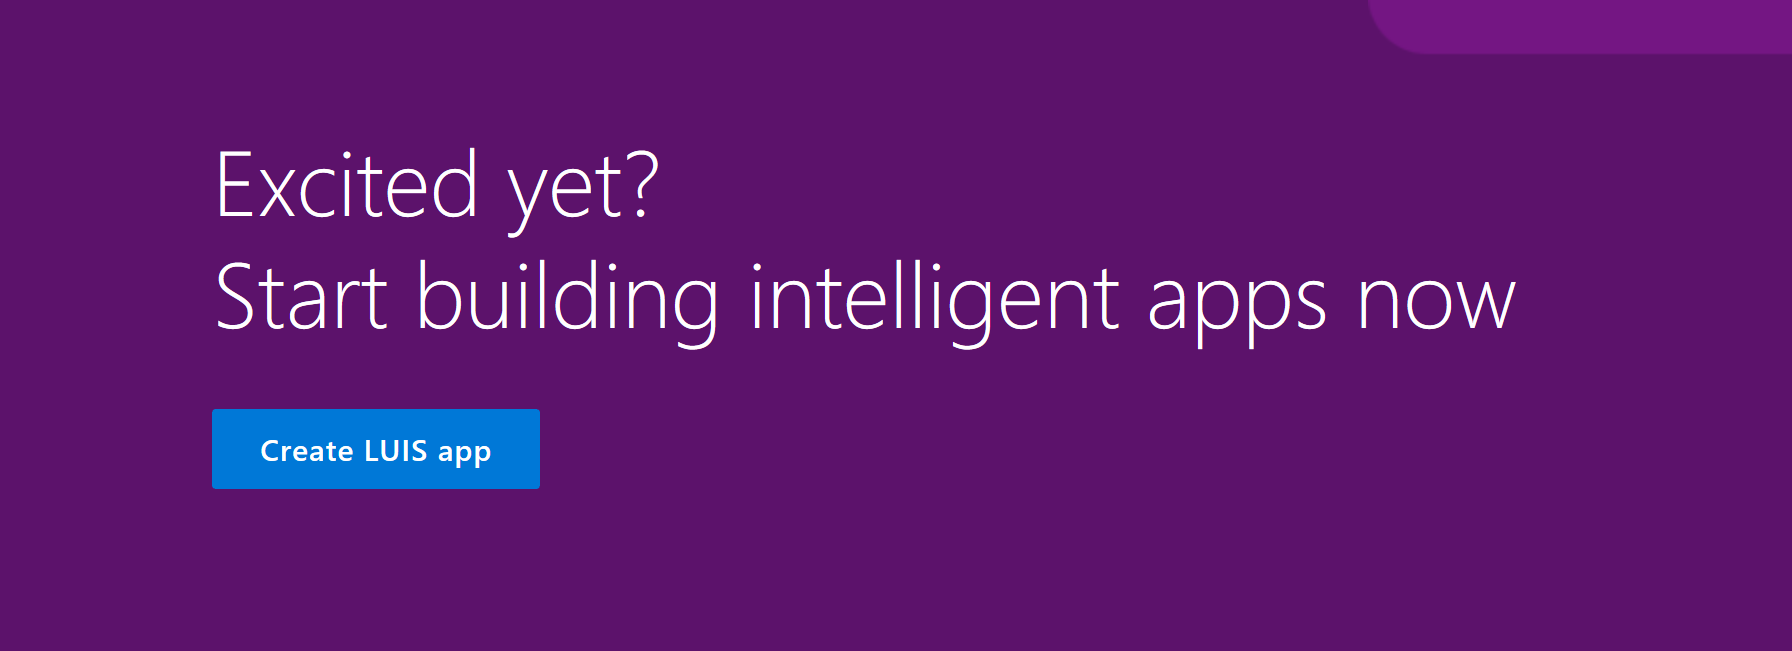 Excited yet?
Start building intelligent apps now
Create LUIS app